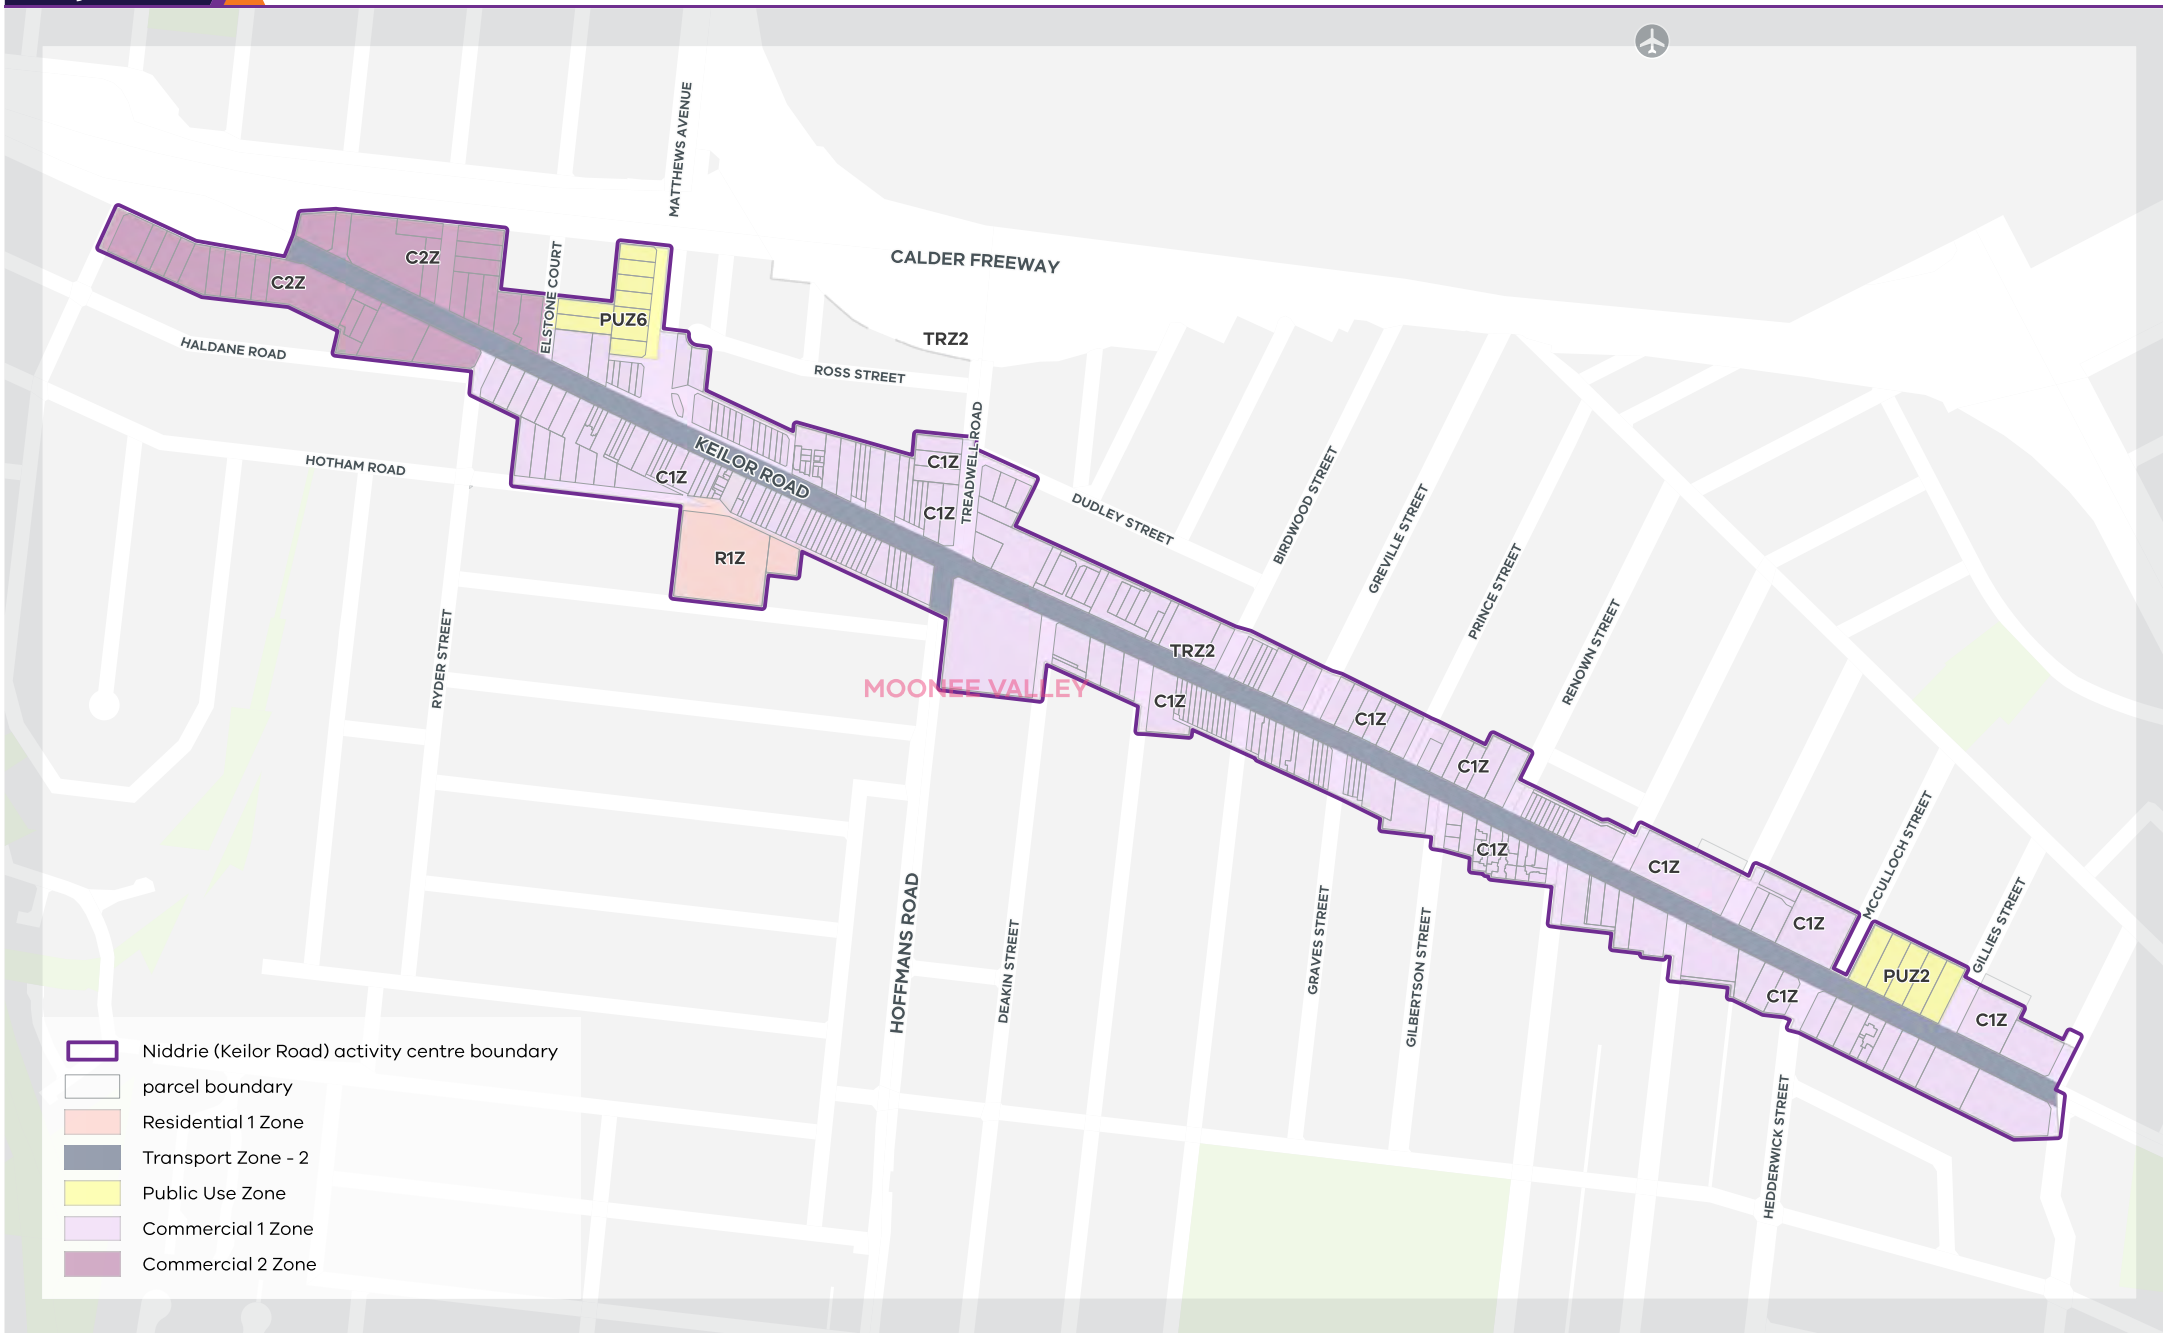 MATTHEWS AVENUE
CALDER FREEWAY
C2Z
C2Z
ELSTONE COURT
PUZ6
TRZ2
HALDANE ROAD
ROSS STREET
HOTHAM ROAD
KEILOR ROAD
C1Z
C1Z
C1Z
TREADWELL ROAD
DUDLEY STREET
BIRDWOOD STREET
GREVILLE STREET
PRINCE STREET
RENOWN STREET
R1Z
RYDER STREET
MOONEE VALLEY
TRZ2
C1Z
C1Z
C1Z
C1Z
C1Z
C1Z
MCCULLOCH STREET
GILLIES STREET
PUZ2
C1Z
C1Z
HOFFMANS ROAD
DEAKIN STREET
GRAVES STREET
GILBERTSON STREET
HEDDERWICK STREET
Niddrie (Keilor Road) activity centre boundary
parcel boundary
Residential 1 Zone
Transport Zone - 2
Public Use Zone
Commercial 1 Zone
Commercial 2 Zone